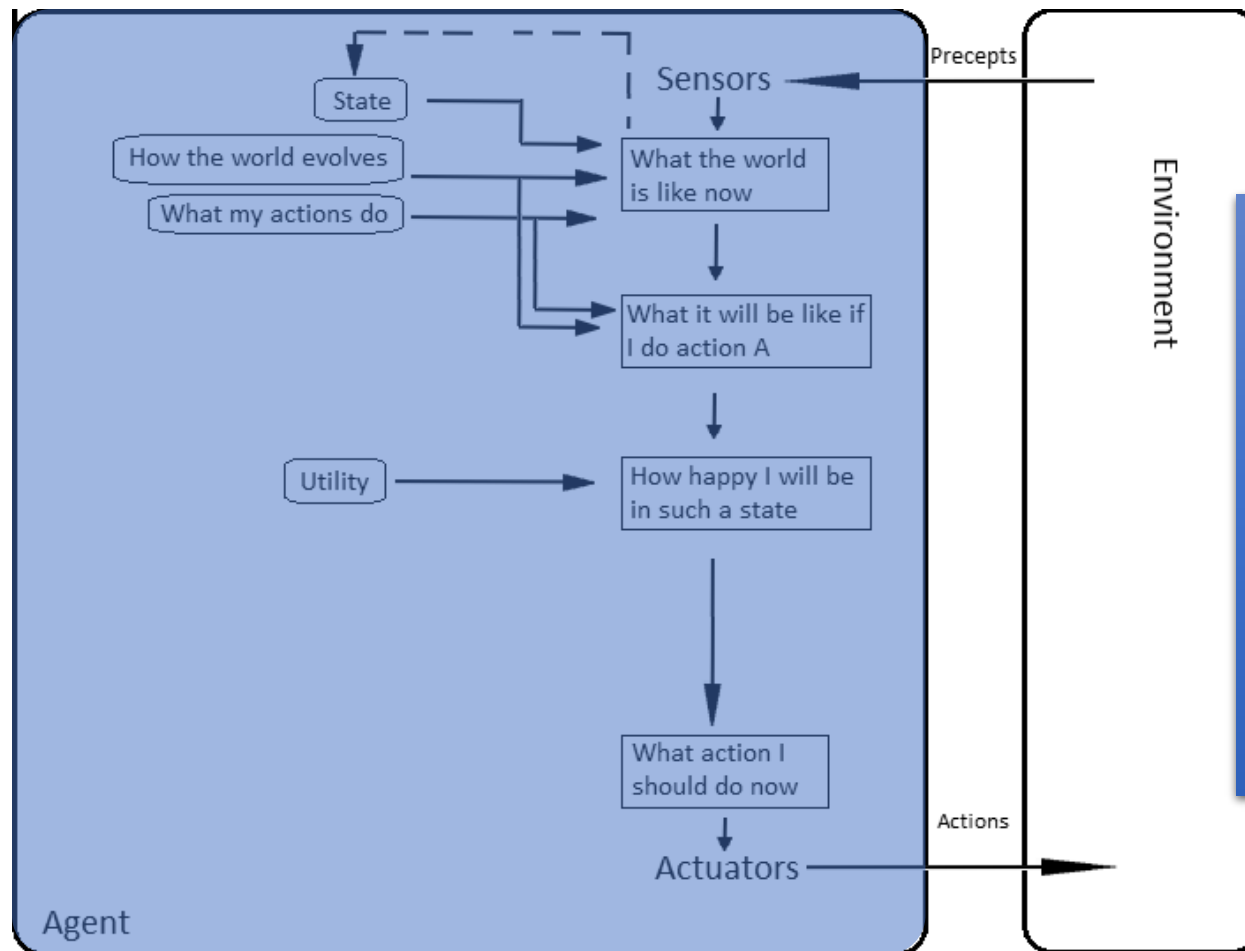 Precepts
Sensors
State
How the world evolves
What the world
is like now
What my actions do
Environment
What it will be like if
I do action A
Utility
How happy I will be
in such a state
What action I
should do now
Actions
Actuators
Agent